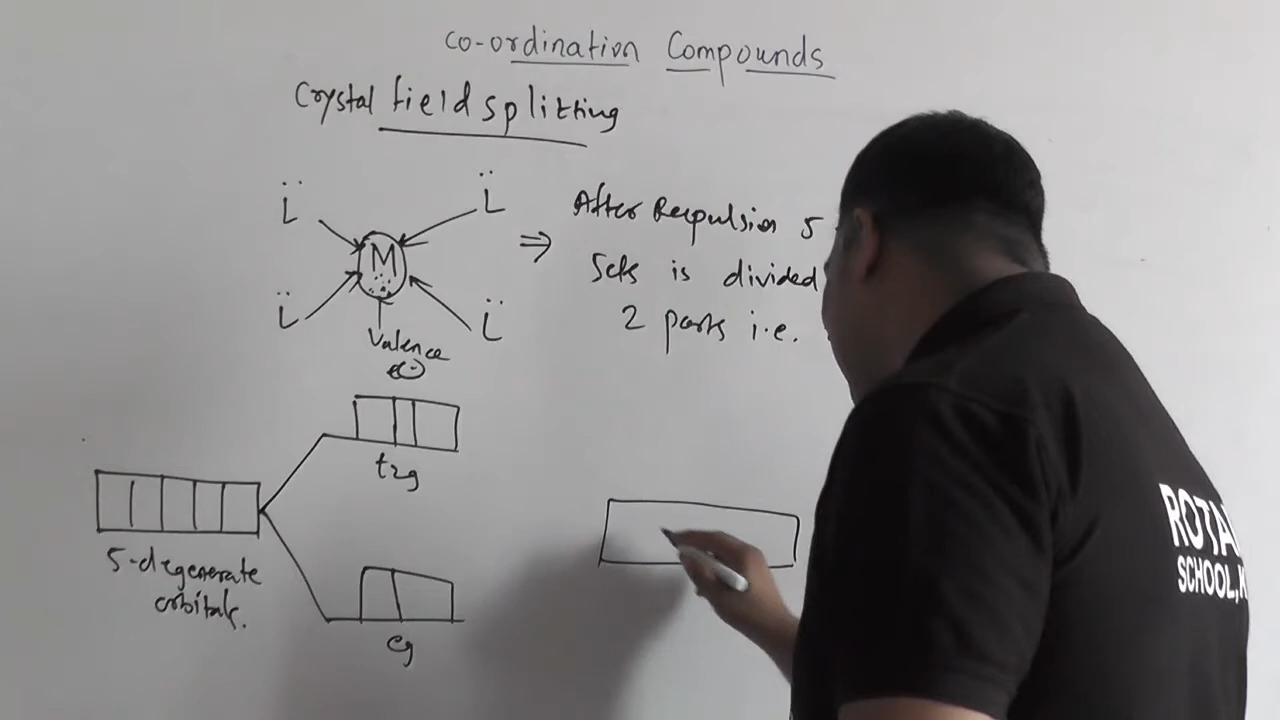 Co-ordination Compounds
Crystal field splitting
L
L
M
L
L
Valence
After Repulsion 5
Sets is divided
2 parts i.e.
t2g
5-degenerate
orbitals.
eg
ROTA
SCHOOL, K